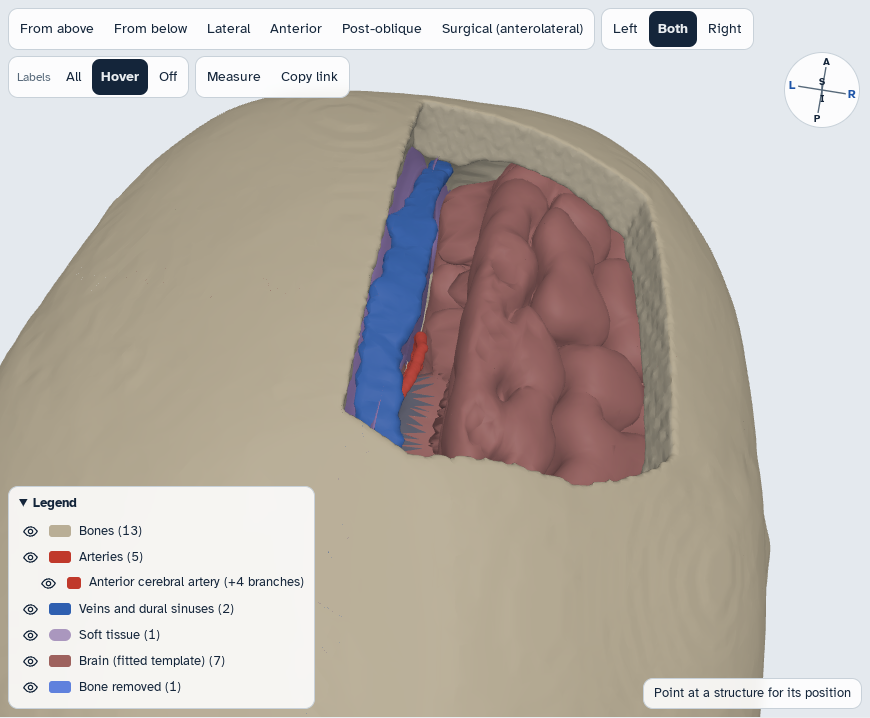 From above From below Lateral Anterior Post-oblique Surgical (anterolateral) Left Both Right
Labels All Hover Off Measure Copy link
A
S
L R
I
P
▼ Legend
Bones (13)
Arteries (5)
Anterior cerebral artery (+4 branches)
Veins and dural sinuses (2)
Soft tissue (1)
Brain (fitted template) (7)
Bone removed (1)
Point at a structure for its position